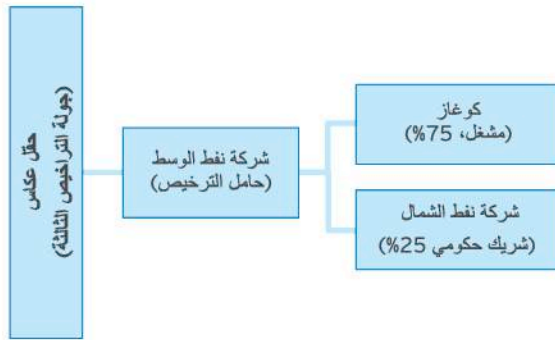 حقل عكاس
(جولة التراخيص الثالثة)
شركة نفط الوسط
(حامل الترخيص)
كوغاز
(مشغل، 75%)
شركة نفط الشمال
(شريك حكومي 25%)